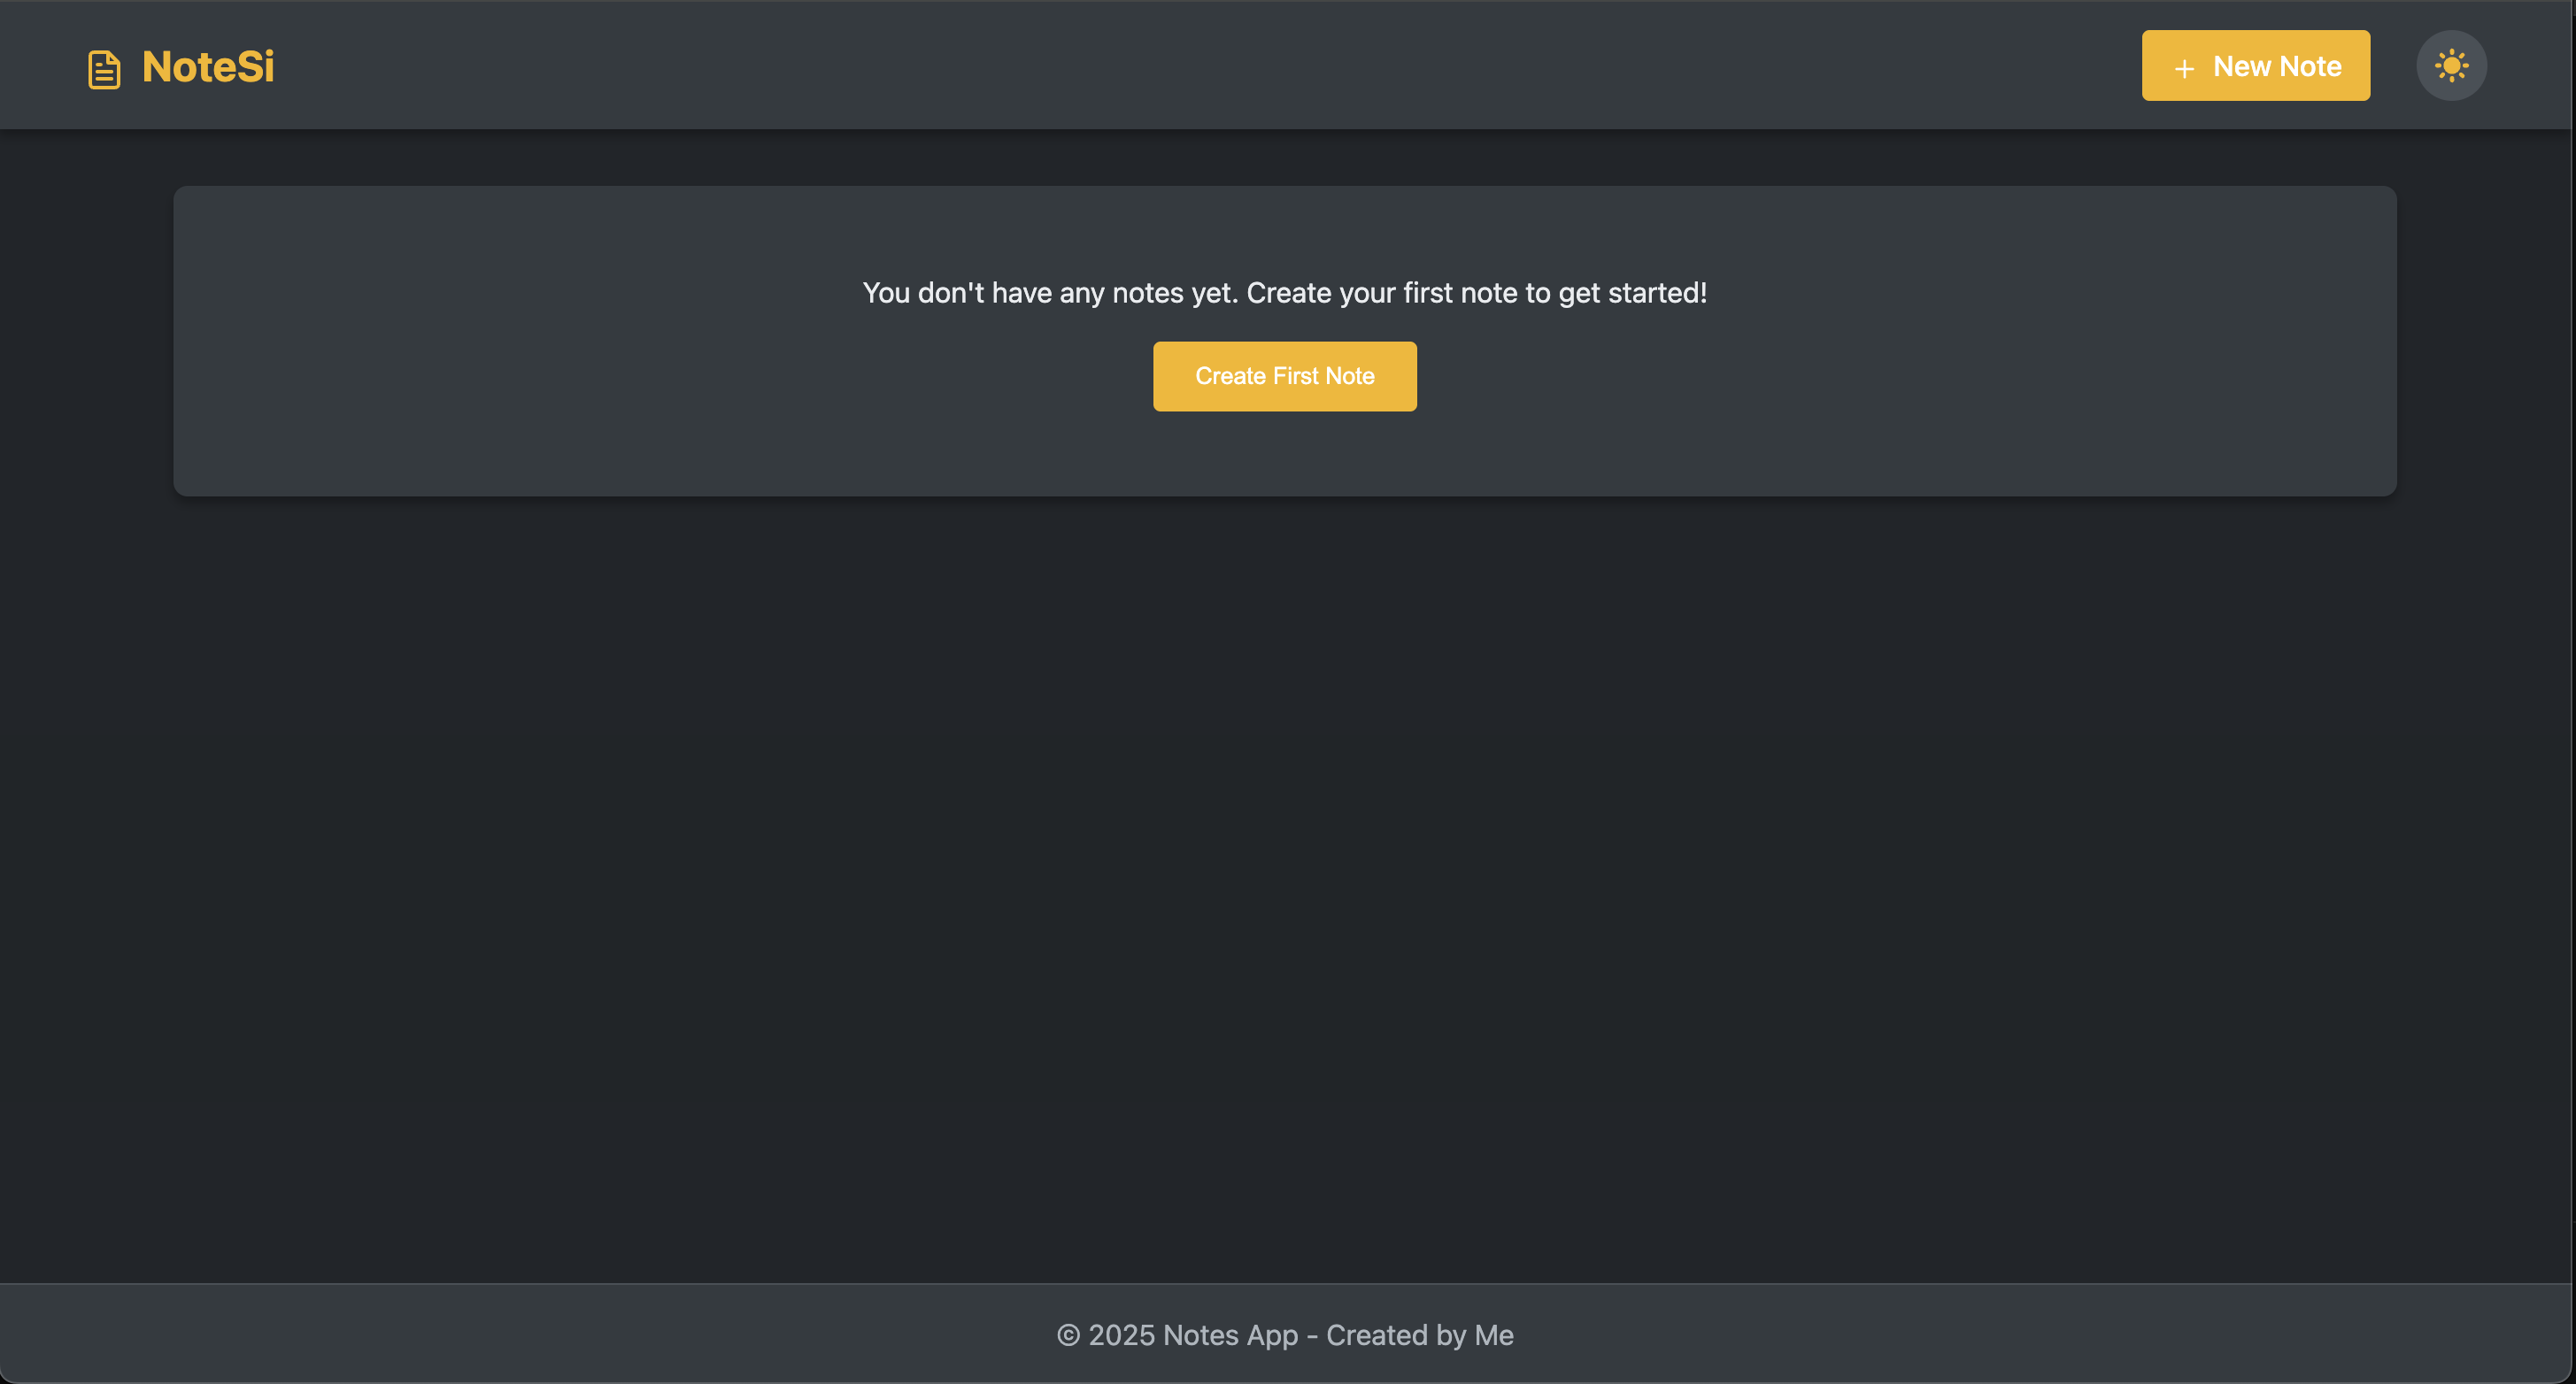 NoteSi
+ New Note
You don't have any notes yet. Create your first note to get started!
Create First Note
© 2025 Notes App - Created by Me